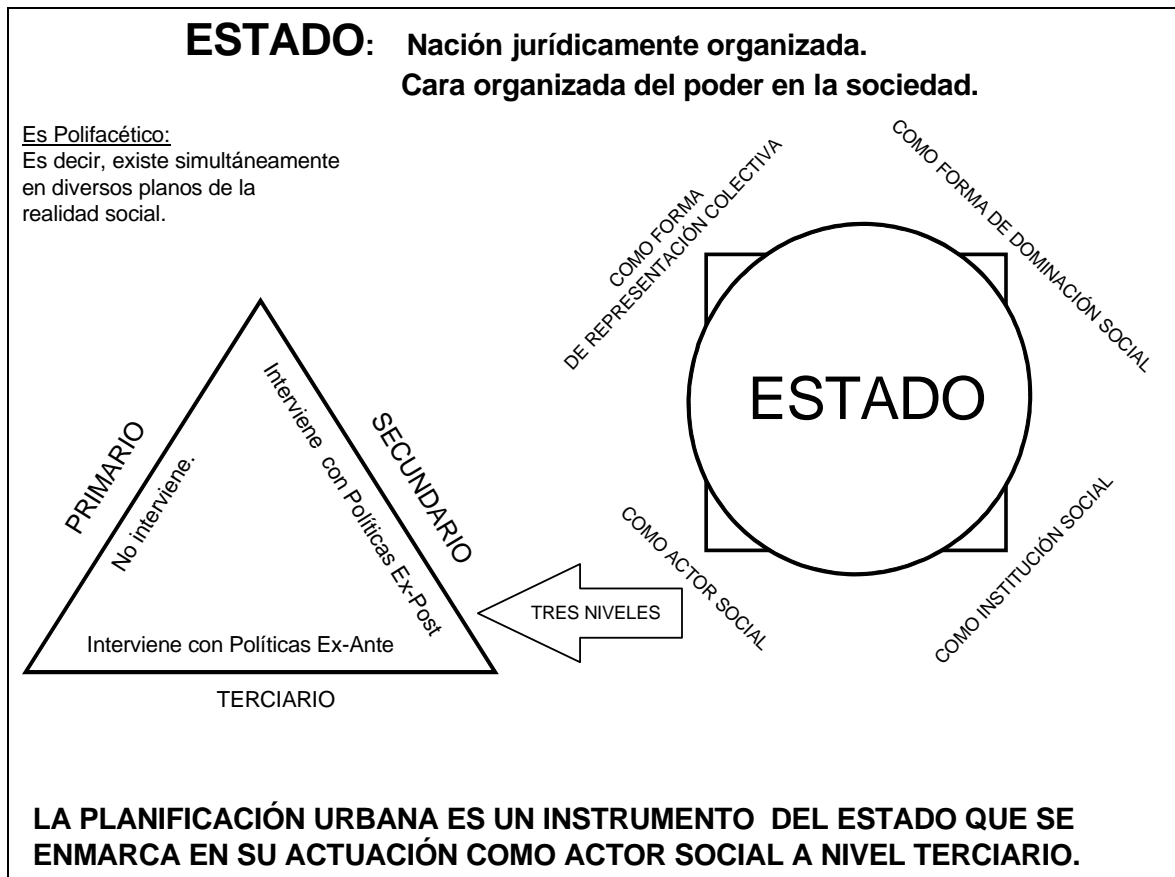 ESTADO: Nación jurídicamente organizada.
Cara organizada del poder en la sociedad.
Es Polifacético:
Es decir, existe simultáneamente
en diversos planos de la
realidad social.
COMO FORMA
DE REPRESENTACIÓN COLECTIVA
COMO FORMA DE DOMINACIÓN SOCIAL
ESTADO
COMO ACTOR SOCIAL
COMO INSTITUCIÓN SOCIAL
TRES NIVELES
PRIMARIO
No interviene.
SECUNDARIO
Interviene con Políticas Ex-Post
Interviene con Políticas Ex-Ante
TERCIARIO
LA PLANIFICACIÓN URBANA ES UN INSTRUMENTO DEL ESTADO QUE SE
ENMARCA EN SU ACTUACIÓN COMO ACTOR SOCIAL A NIVEL TERCIARIO.